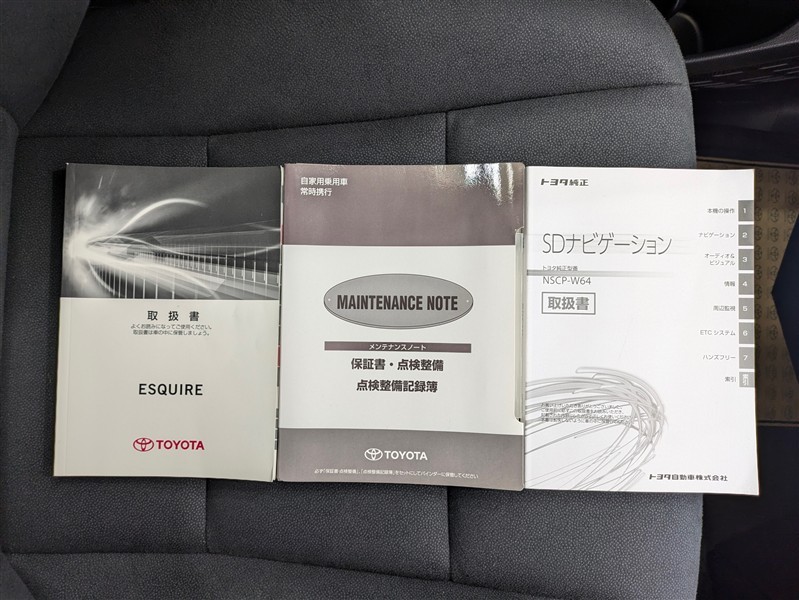 取扱書
よくお読みになってご使用ください。
取扱書は車の中に保管しましょう。
ESQUIRE
TOYOTA
自家用乗用車
常時携行
MAINTENANCE NOTE
メンテナンスノート
保証書・点検整備
点検整備記録簿
TOYOTA
トヨタ純正
SDナビゲーション
トヨタ純正型番
NSCP-W64
取扱書
本機の操作 1
ナビゲーション 2
オーディオ&
ビジュアル 3
情報 4
周辺監視 5
ETCシステム 6
ハンズフリー 7
索引 索引
トヨタ自動車株式会社